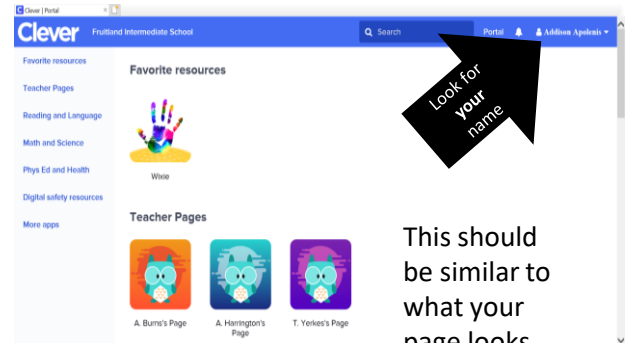 Clever | Portal
Clever Fruitland Intermediate School Search Portal Addison Apolenis
Favorite resources
Teacher Pages
Reading and Language
Math and Science
Phys Ed and Health
Digital safety resources
More apps
Favorite resources
Wixie
Teacher Pages
A. Burns's Page
A. Harrington's
Page
T. Yerkes's Page
Look for
your
name
This should
be similar to
what your
page looks